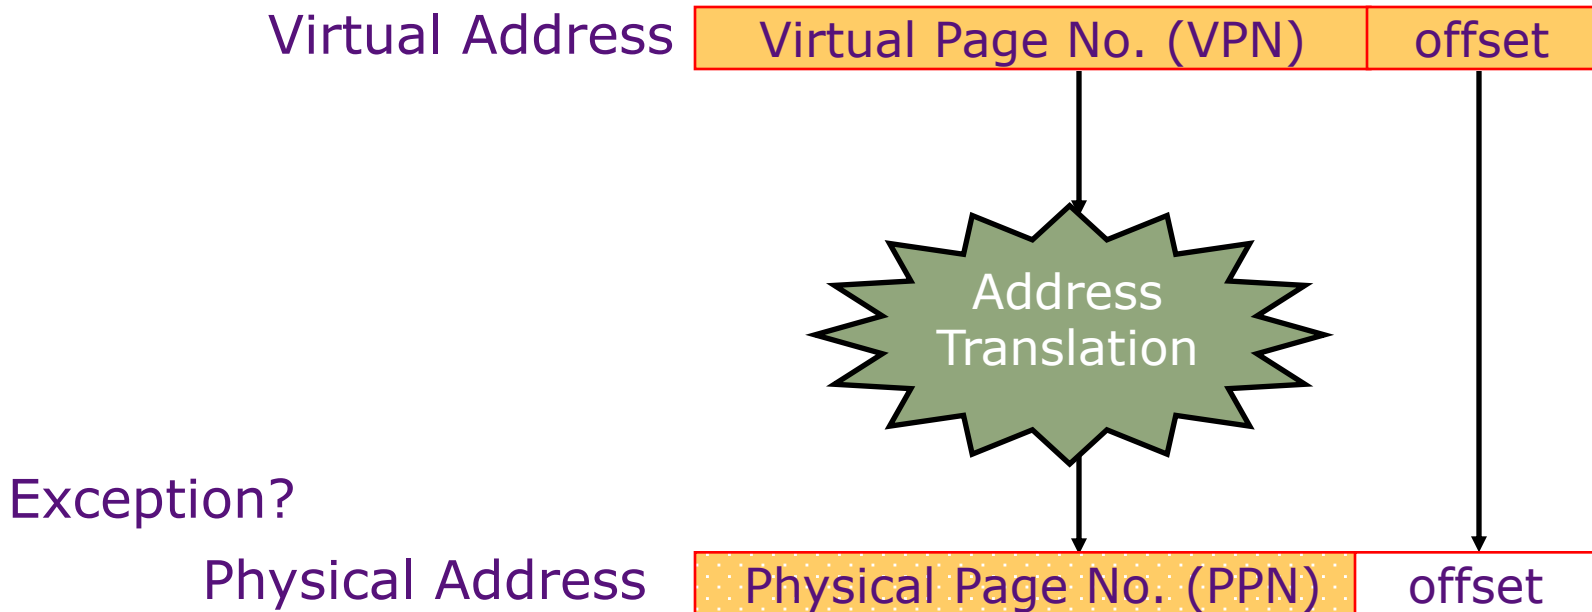 Virtual Address
Virtual Page No. (VPN)
offset
Address
Translation
Exception?
Physical Address
Physical Page No. (PPN)
offset